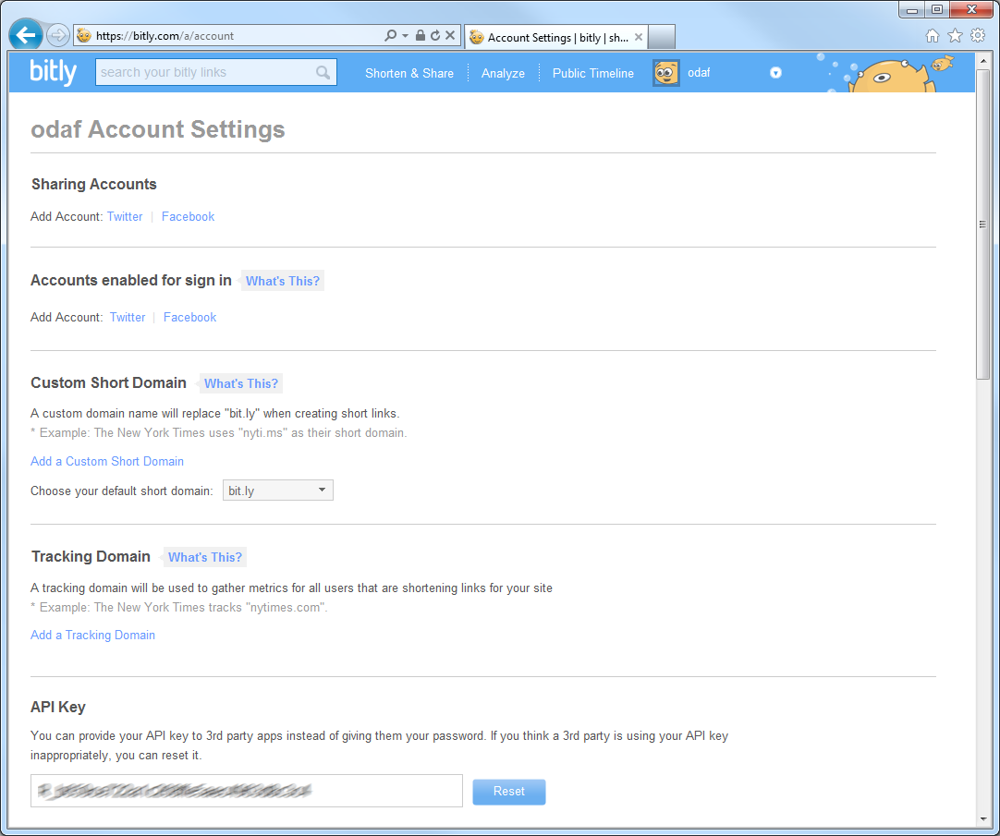 https://bitly.com/a/account
Account Settings | bitly | sh...
bitly
search your bitly links
Shorten & Share
Analyze
Public Timeline
odaf
odaf Account Settings
Sharing Accounts
Add Account: Twitter | Facebook
Accounts enabled for sign in What's This?
Add Account: Twitter | Facebook
Custom Short Domain What's This?
A custom domain name will replace "bit.ly" when creating short links.
* Example: The New York Times uses "nyti.ms" as their short domain.
Add a Custom Short Domain
Choose your default short domain: bit.ly
Tracking Domain What's This?
A tracking domain will be used to gather metrics for all users that are shortening links for your site
* Example: The New York Times tracks "nytimes.com".
Add a Tracking Domain
API Key
You can provide your API key to 3rd party apps instead of giving them your password. If you think a 3rd party is using your API key
inappropriately, you can reset it.
Reset